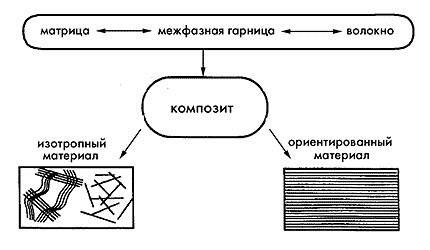 матрица межфазная гарница волокно
композит
изотропный
материал
ориентированный
материал